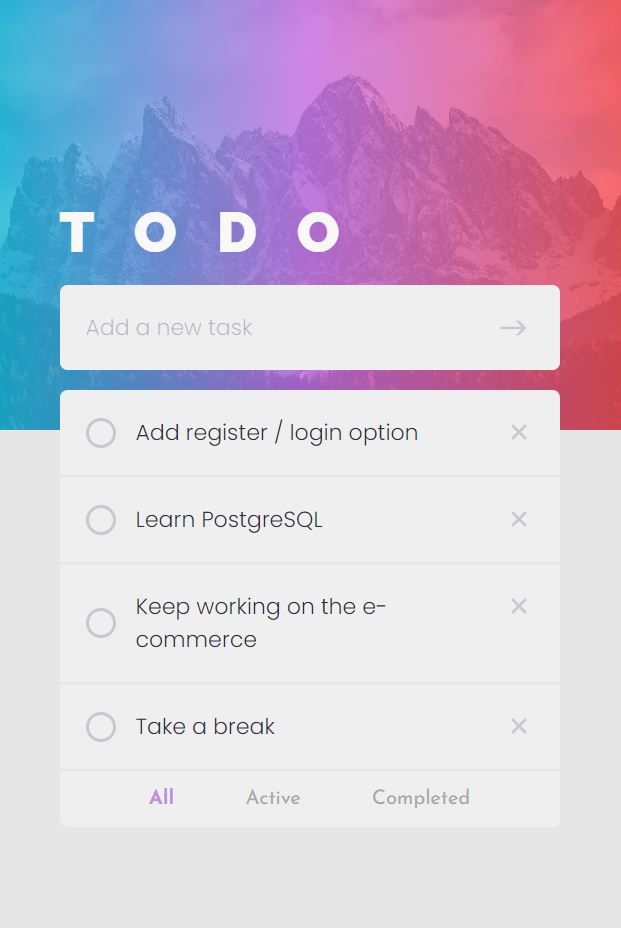 TODO
Add a new task
Add register / login option
Learn PostgreSQL
Keep working on the e-
commerce
Take a break
All Active Completed